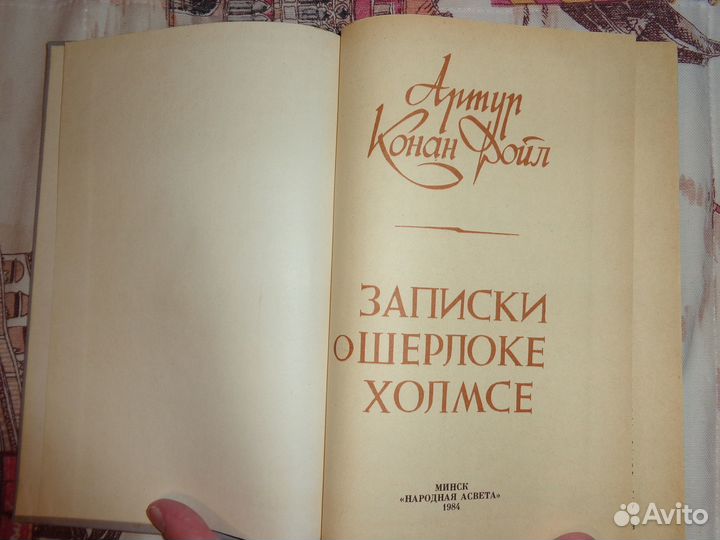 Артур
Конан Дойл
ЗАПИСКИ
О ШЕРЛОКЕ
ХОЛМСЕ
МИНСК
«НАРОДНАЯ АСВЕТА»
1984
Avito